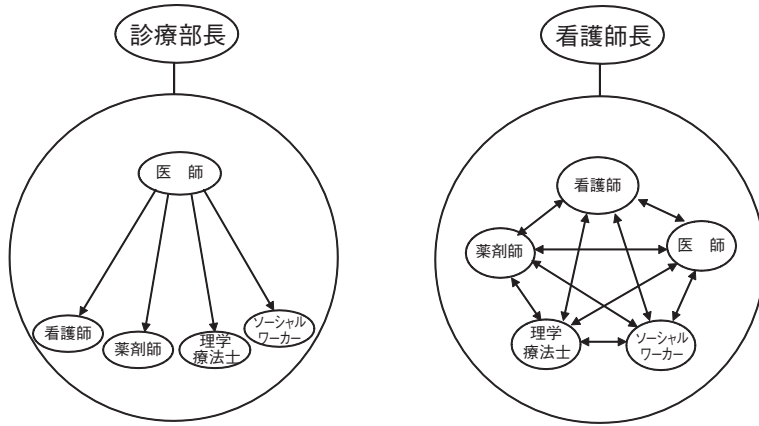 診療部長
医　師
看護師
薬剤師
理学
療法士
ソーシャル
ワーカー
看護師長
看護師
薬剤師
医　師
理学
療法士
ソーシャル
ワーカー